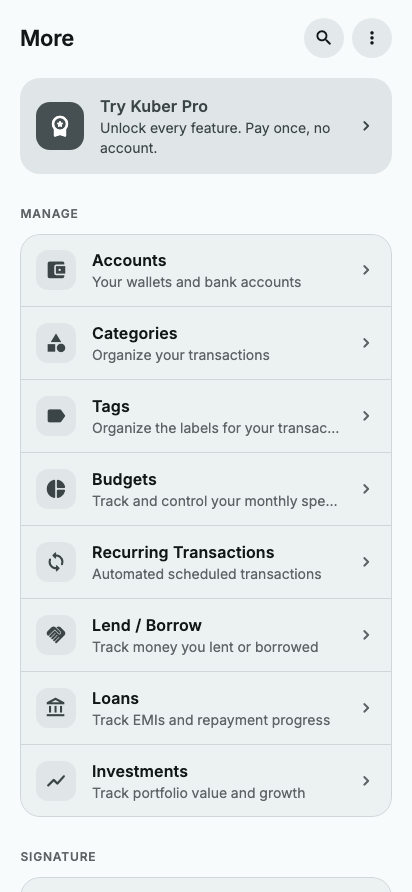 More
Try Kuber Pro
Unlock every feature. Pay once, no
account.
MANAGE
Accounts
Your wallets and bank accounts
Categories
Organize your transactions
Tags
Organize the labels for your transac...
Budgets
Track and control your monthly spe...
Recurring Transactions
Automated scheduled transactions
Lend / Borrow
Track money you lent or borrowed
Loans
Track EMIs and repayment progress
Investments
Track portfolio value and growth
SIGNATURE